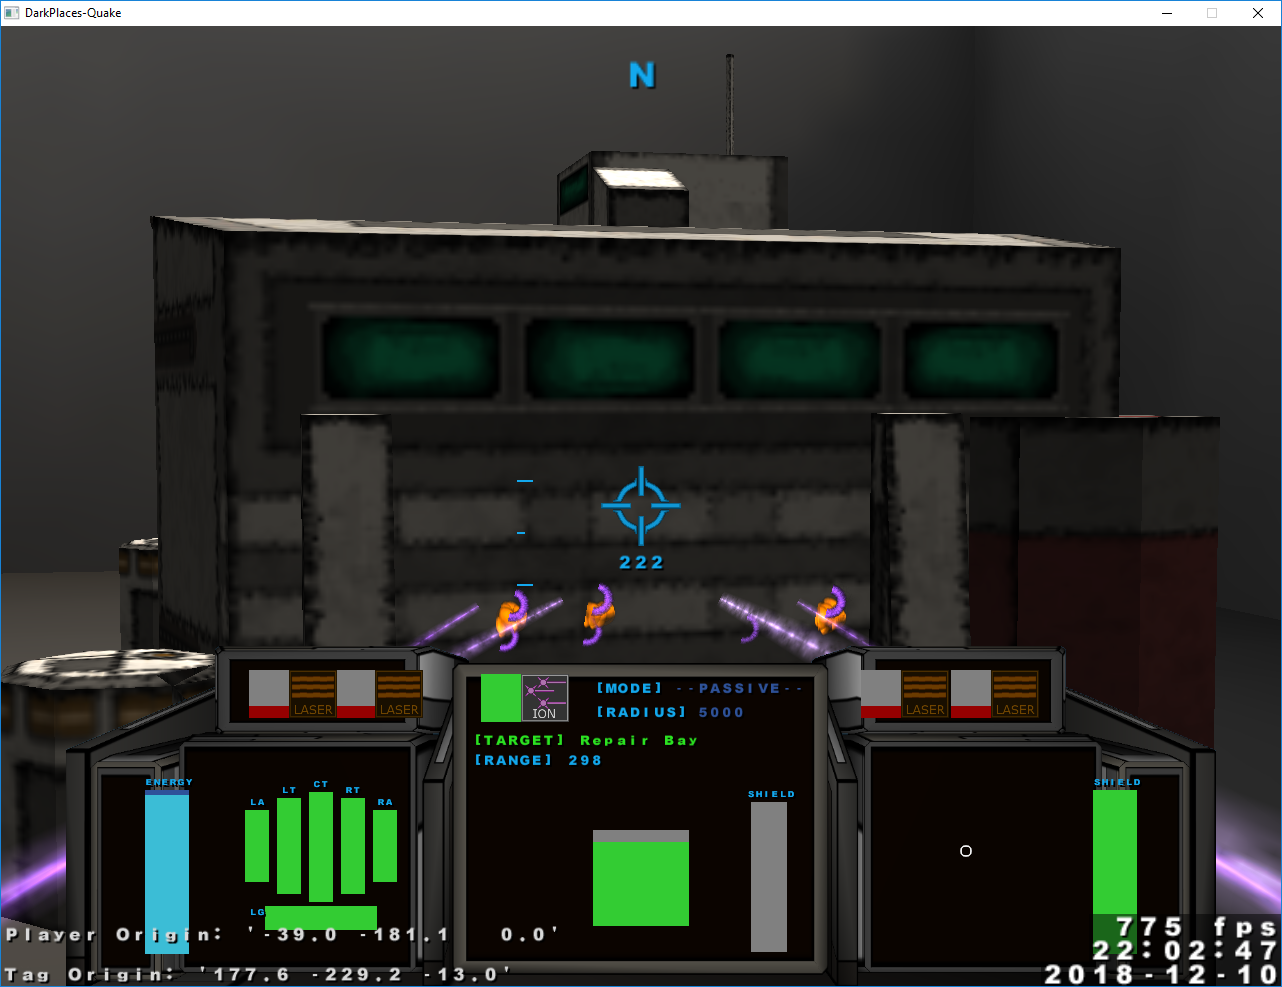 DarkPlaces-Quake
N
222
LASER LASER
LASER LASER
ION
[MODE] --PASSIVE--
[RADIUS] 5000
[TARGET] Repair Bay
[RANGE] 298
ENERGY
LA LT CT RT RA
LG
SHIELD
SHIELD
Player Origin: '-39.0 -181.1 0.0'
Tag Origin: '177.6 -229.2 -13.0'
775 fps
22:02:47
2018-12-10